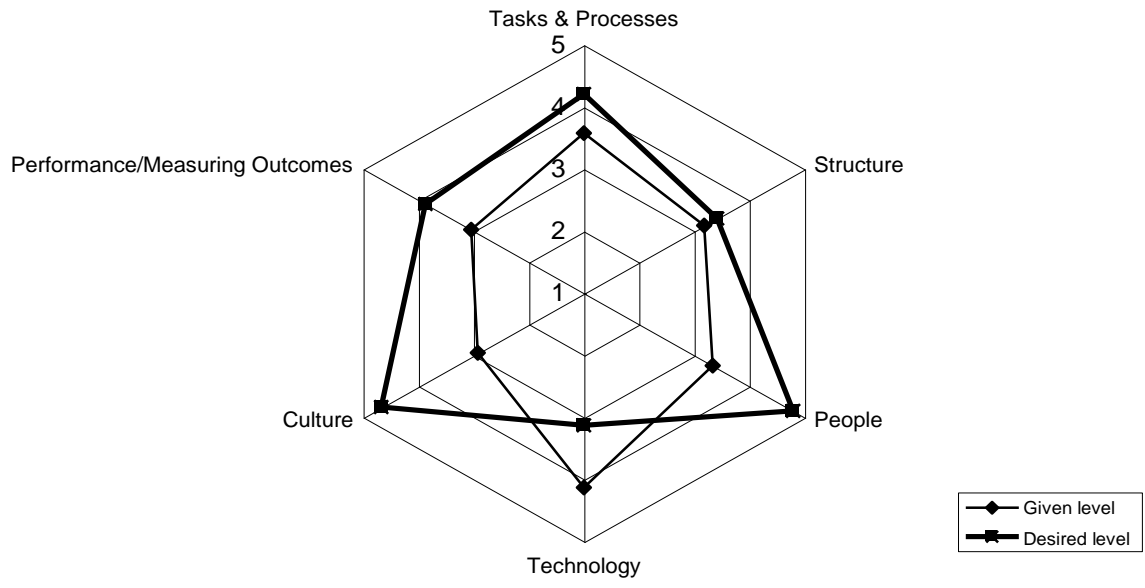 Tasks & Processes
5
4
Performance/Measuring Outcomes
Structure
3
2
1
Culture
People
Technology
Given level
Desired level